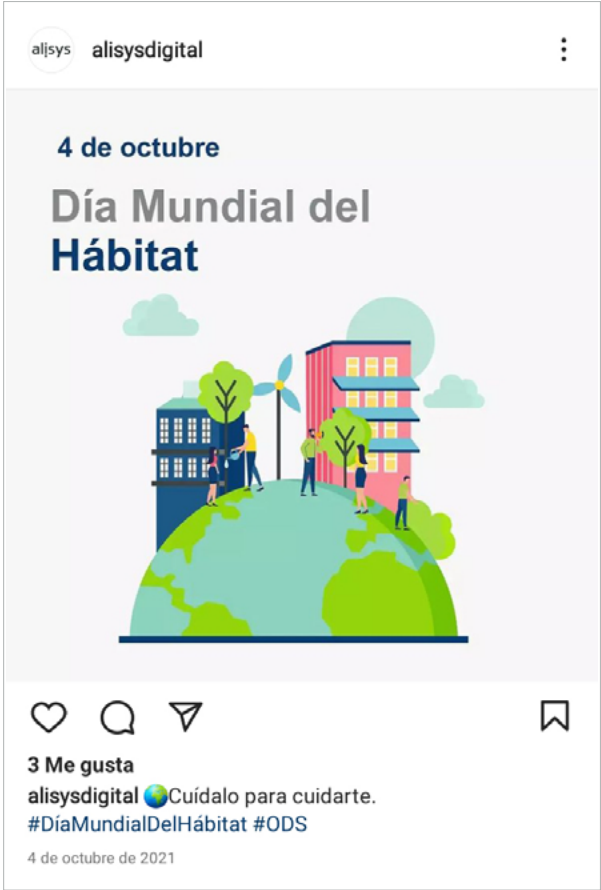 alisys alisysdigital
4 de octubre
Día Mundial del
Hábitat
3 Me gusta
alisysdigital 🌍Cuídalo para cuidarte.
#DíaMundialDelHábitat #ODS
4 de octubre de 2021